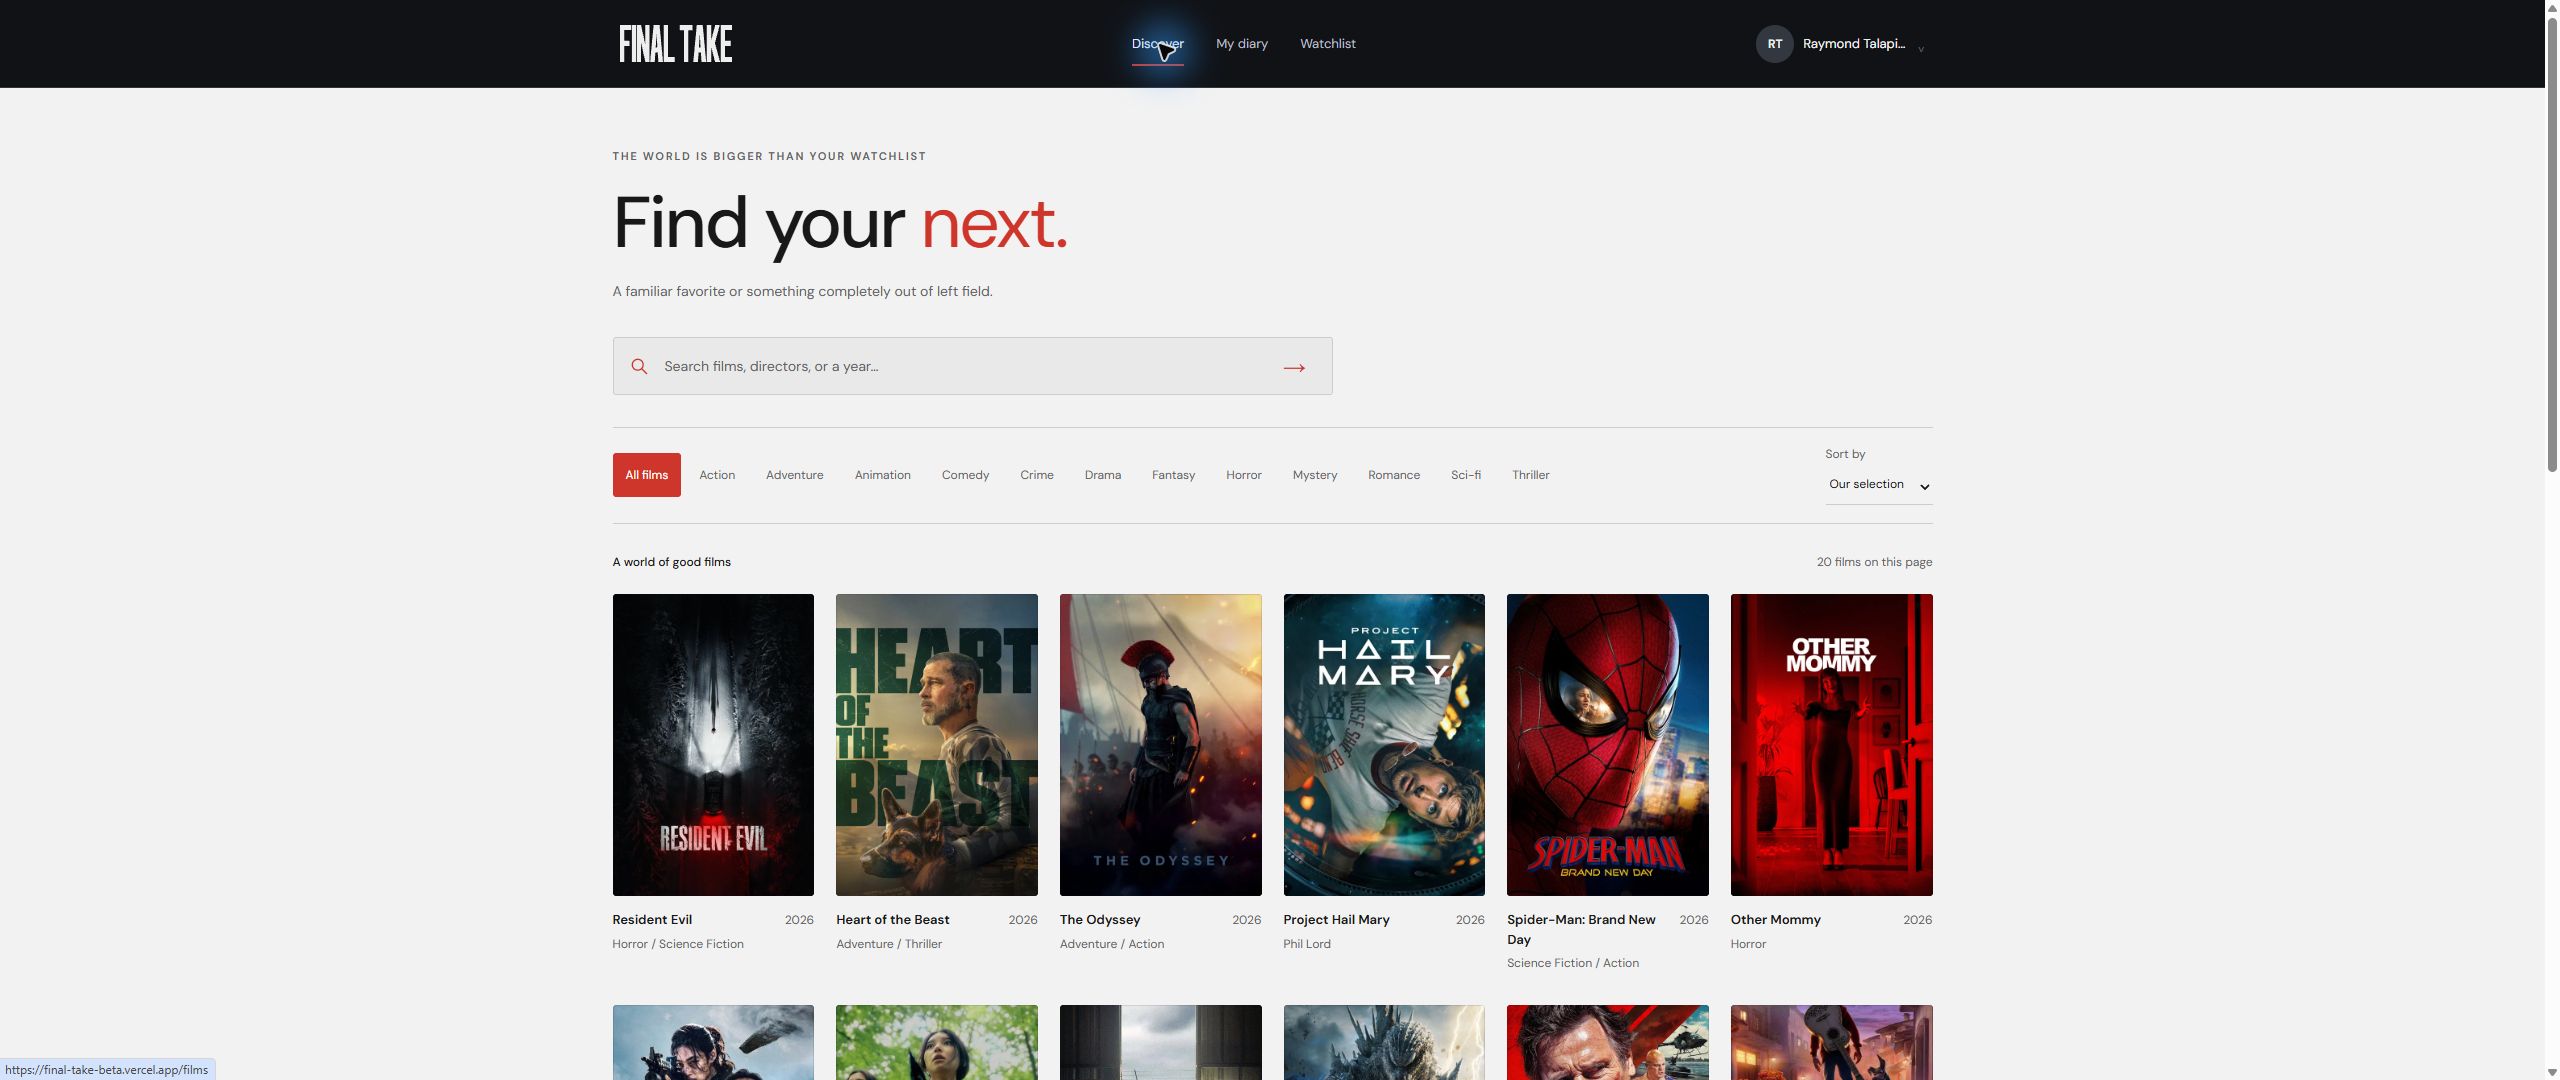 FINAL TAKE
Discover
My diary
Watchlist
RT
Raymond Talapi...
v
THE WORLD IS BIGGER THAN YOUR WATCHLIST
Find your next.
A familiar favorite or something completely out of left field.
Search films, directors, or a year...
→
All films
Action
Adventure
Animation
Comedy
Crime
Drama
Fantasy
Horror
Mystery
Romance
Sci-fi
Thriller
Sort by
Our selection
A world of good films
20 films on this page
RESIDENT EVIL
HEART
OF
THE
BEAST
THE ODYSSEY
PROJECT
HAIL
MARY
SPIDER-MAN
BRAND NEW DAY
OTHER
MOMMY
Resident Evil 2026
Horror / Science Fiction
Heart of the Beast 2026
Adventure / Thriller
The Odyssey 2026
Adventure / Action
Project Hail Mary 2026
Phil Lord
Spider-Man: Brand New 2026
Day
Science Fiction / Action
Other Mommy 2026
Horror
https://final-take-beta.vercel.app/films